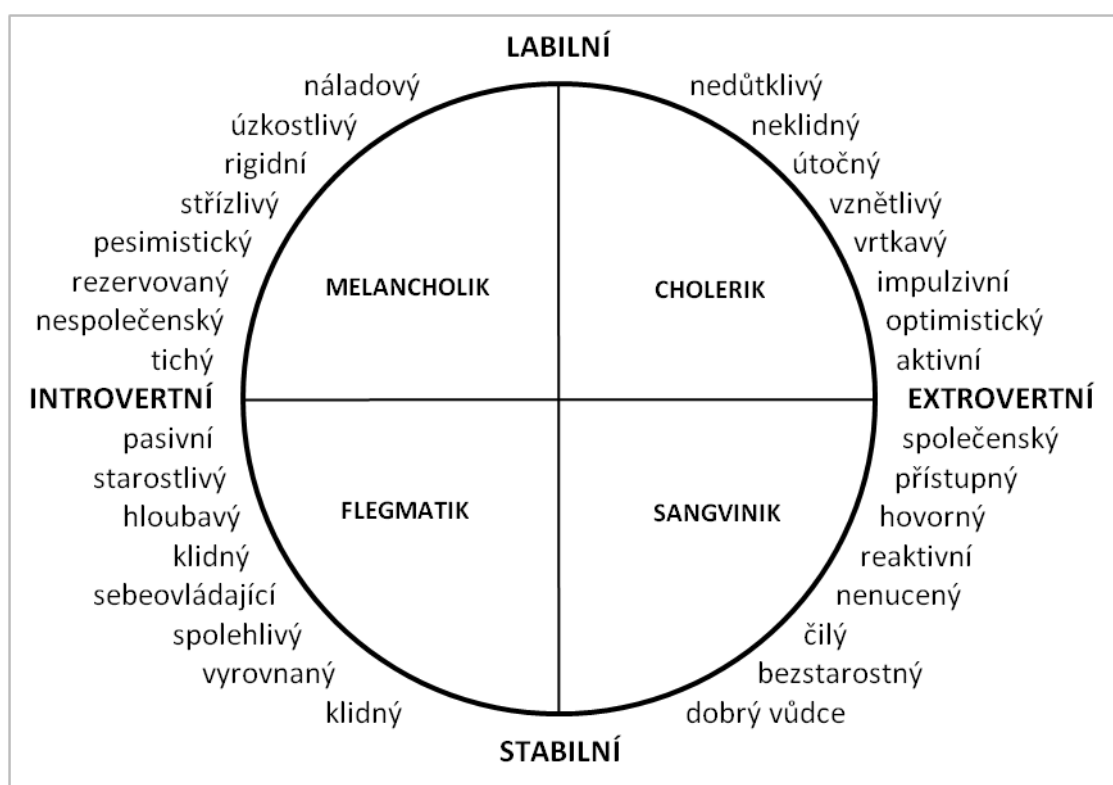 LABILNÍ
náladový
nedůtklivý
úzkostlivý
neklidný
rigidní
útočný
střízlivý
vznětlivý
pesimistický
vrtkavý
rezervovaný
impulzivní
MELANCHOLIK
CHOLERIK
nespolečenský
optimistický
tichý
aktivní
INTROVERTNÍ
EXTROVERTNÍ
pasivní
společenský
starostlivý
přístupný
hloubavý
hovorný
FLEGMATIK
SANGVINIK
klidný
reaktivní
sebeovládající
nenucený
spolehlivý
čilý
vyrovnaný
bezstarostný
klidný
dobrý vůdce
STABILNÍ